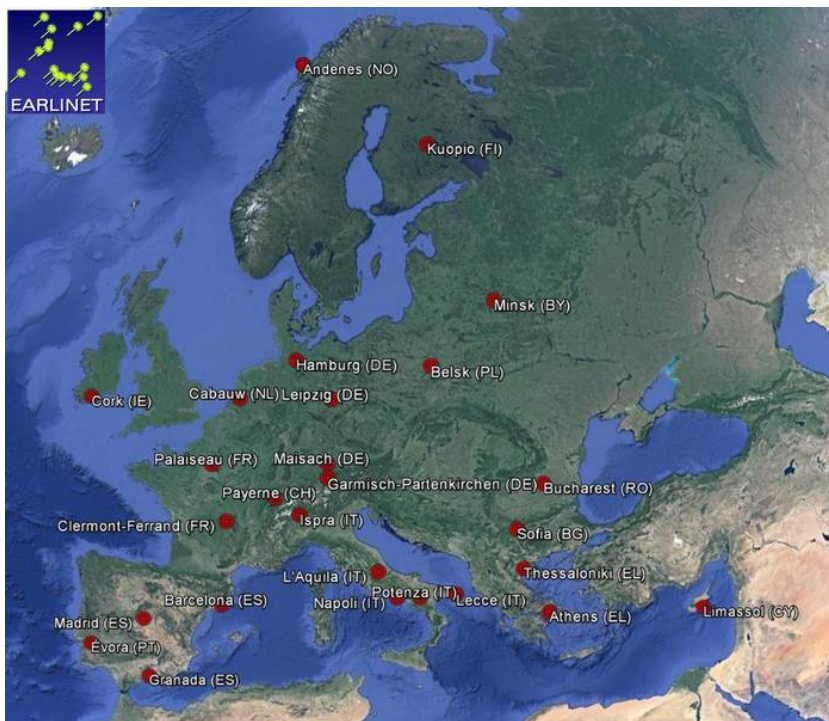 EARLINET
Andenes (NO)
Kuopio (FI)
Minsk (BY)
Hamburg (DE)
Belsk (PL)
Cork (IE)
Cabauw (NL)
Leipzig (DE)
Palaiseau (FR)
Maisach (DE)
Garmisch-Partenkirchen (DE)
Bucharest (RO)
Payerne (CH)
Clermont-Ferrand (FR)
Ispra (IT)
Sofia (BG)
L'Aquila (IT)
Thessaloniki (EL)
Potenza (IT)
Barcelona (ES)
Napoli (IT)
Lecce (IT)
Limassol (CY)
Madrid (ES)
Athens (EL)
Évora (PT)
Granada (ES)